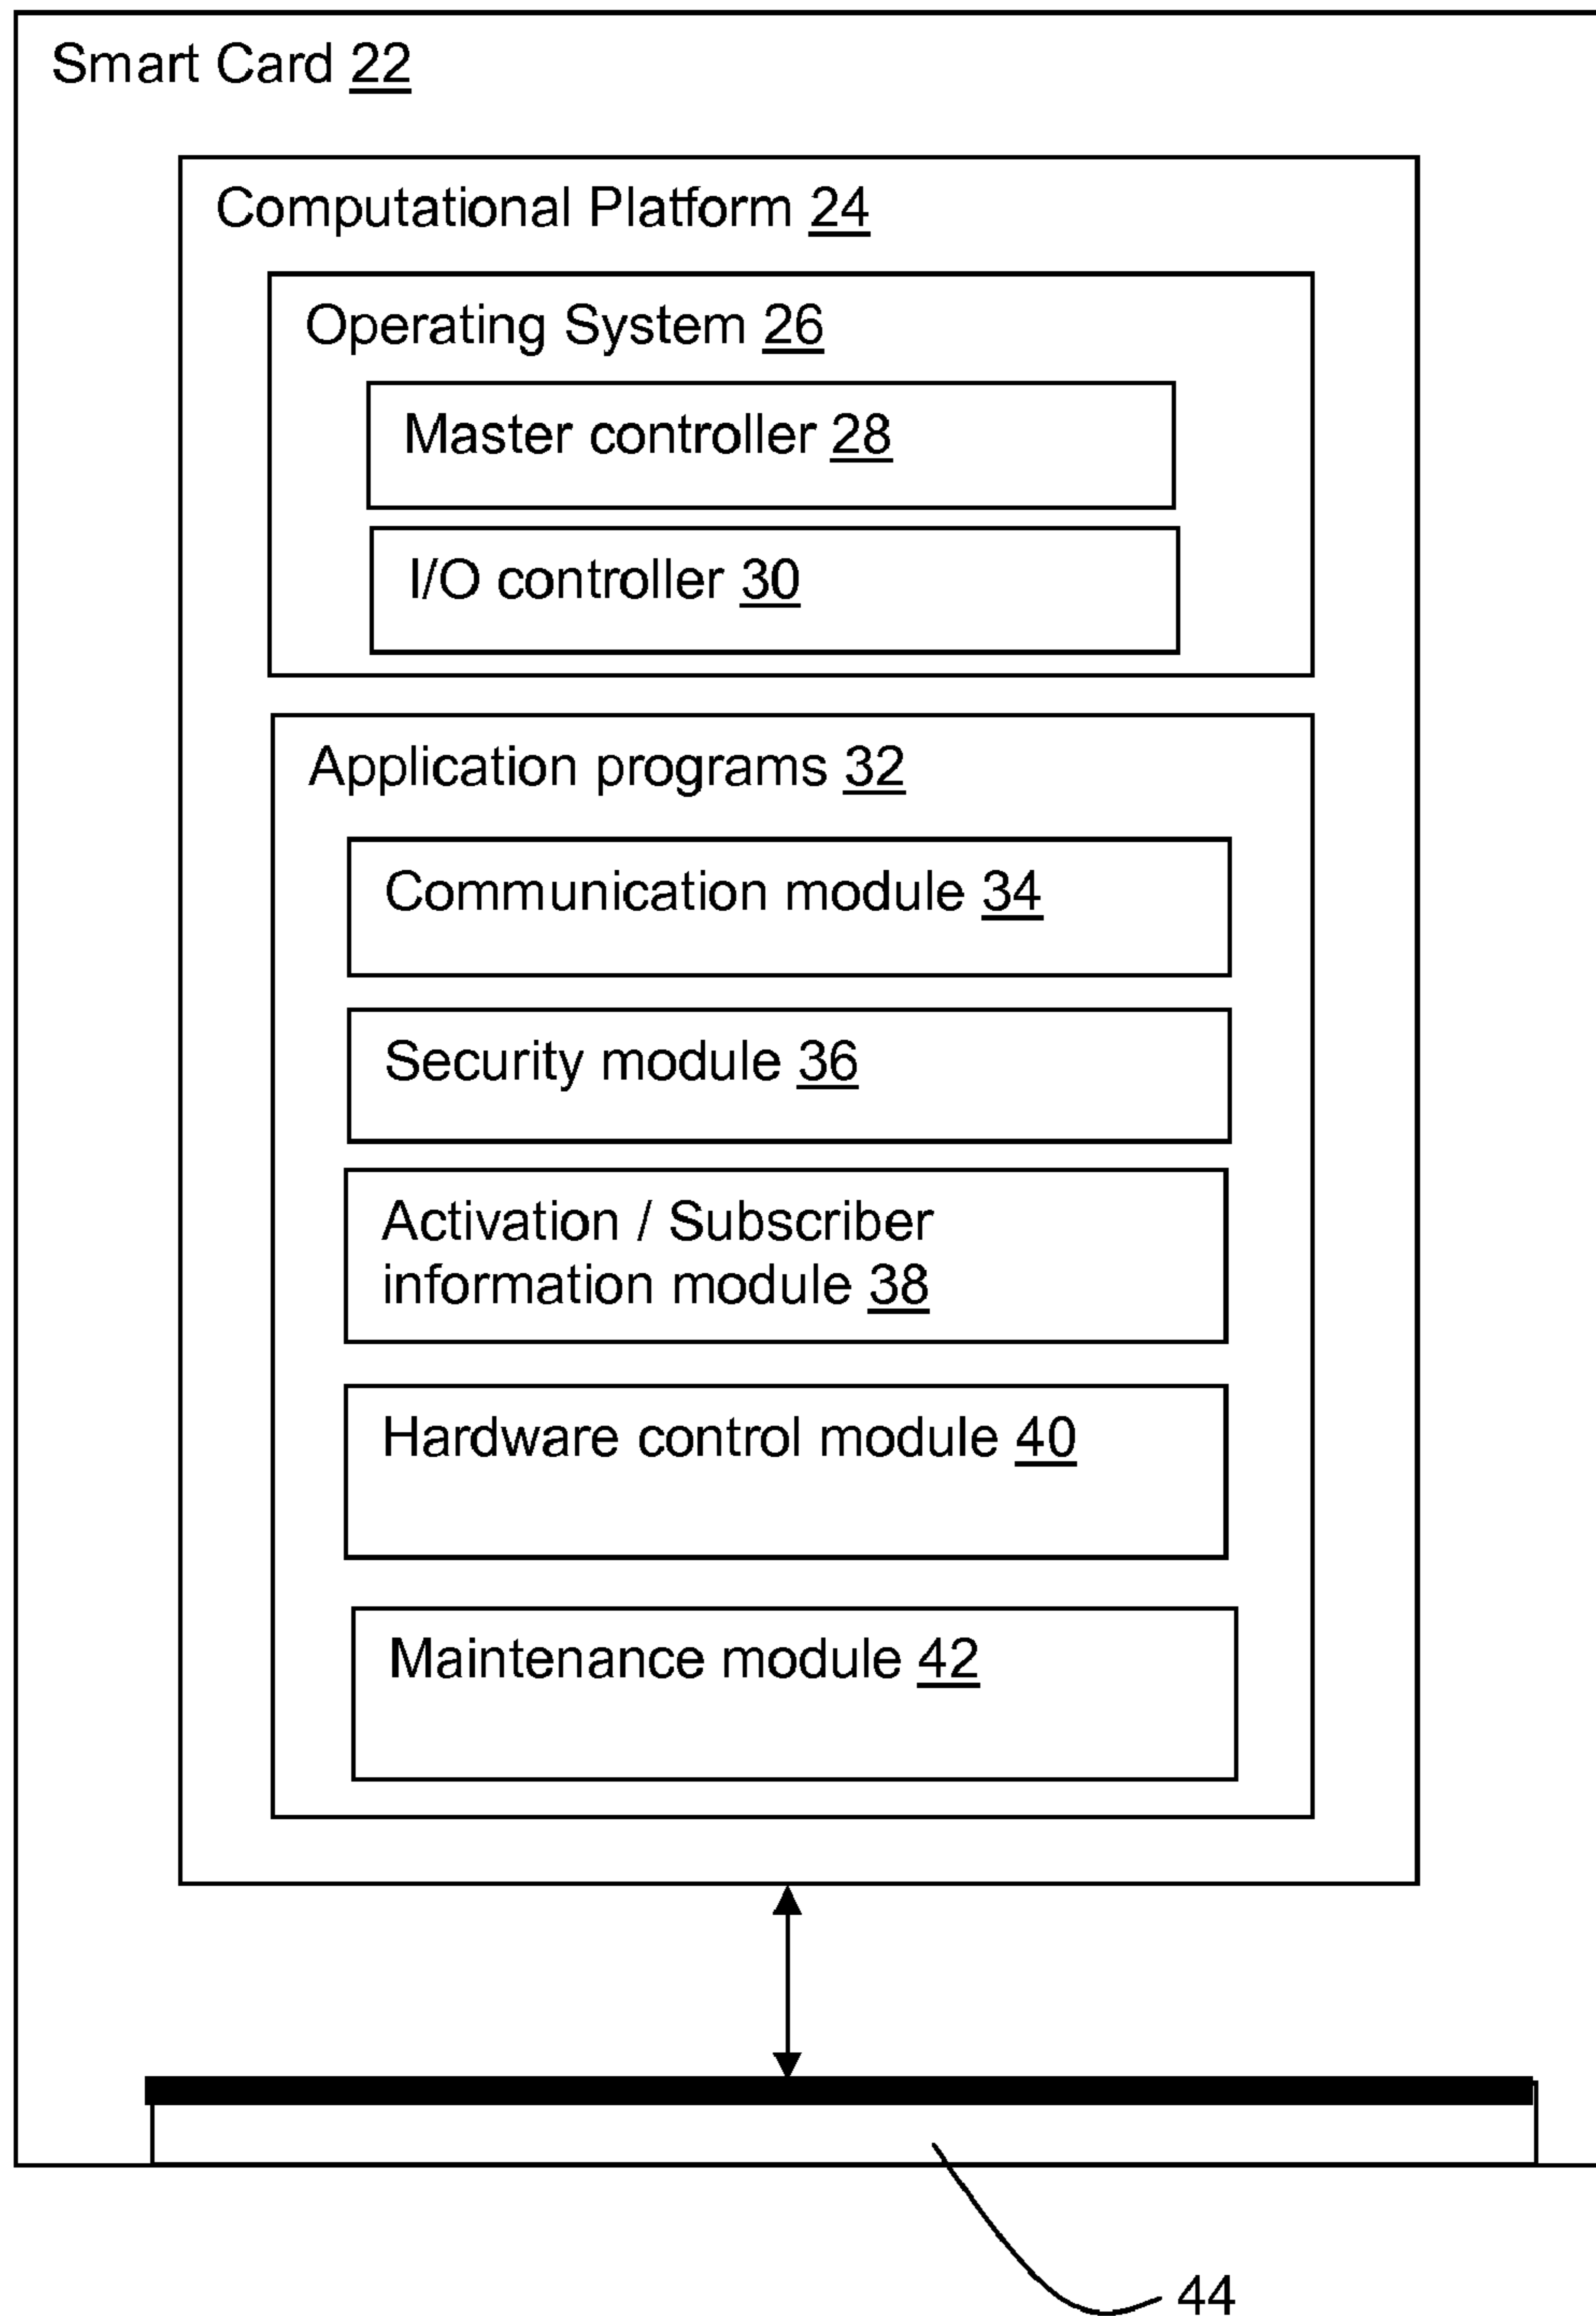 Smart Card 22
Computational Platform 24
Operating System 26
Master controller 28
I/O controller 30
Application programs 32
Communication module 34
Security module 36
Activation / Subscriber
information module 38
Hardware control module 40
Maintenance module 42
44